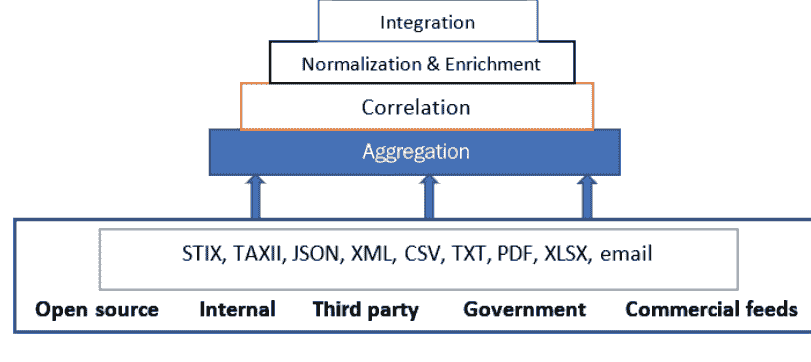 Integration
Normalization & Enrichment
Correlation
Aggregation
STIX, TAXII, JSON, XML, CSV, TXT, PDF, XLSX, email
Open source Internal Third party Government Commercial feeds